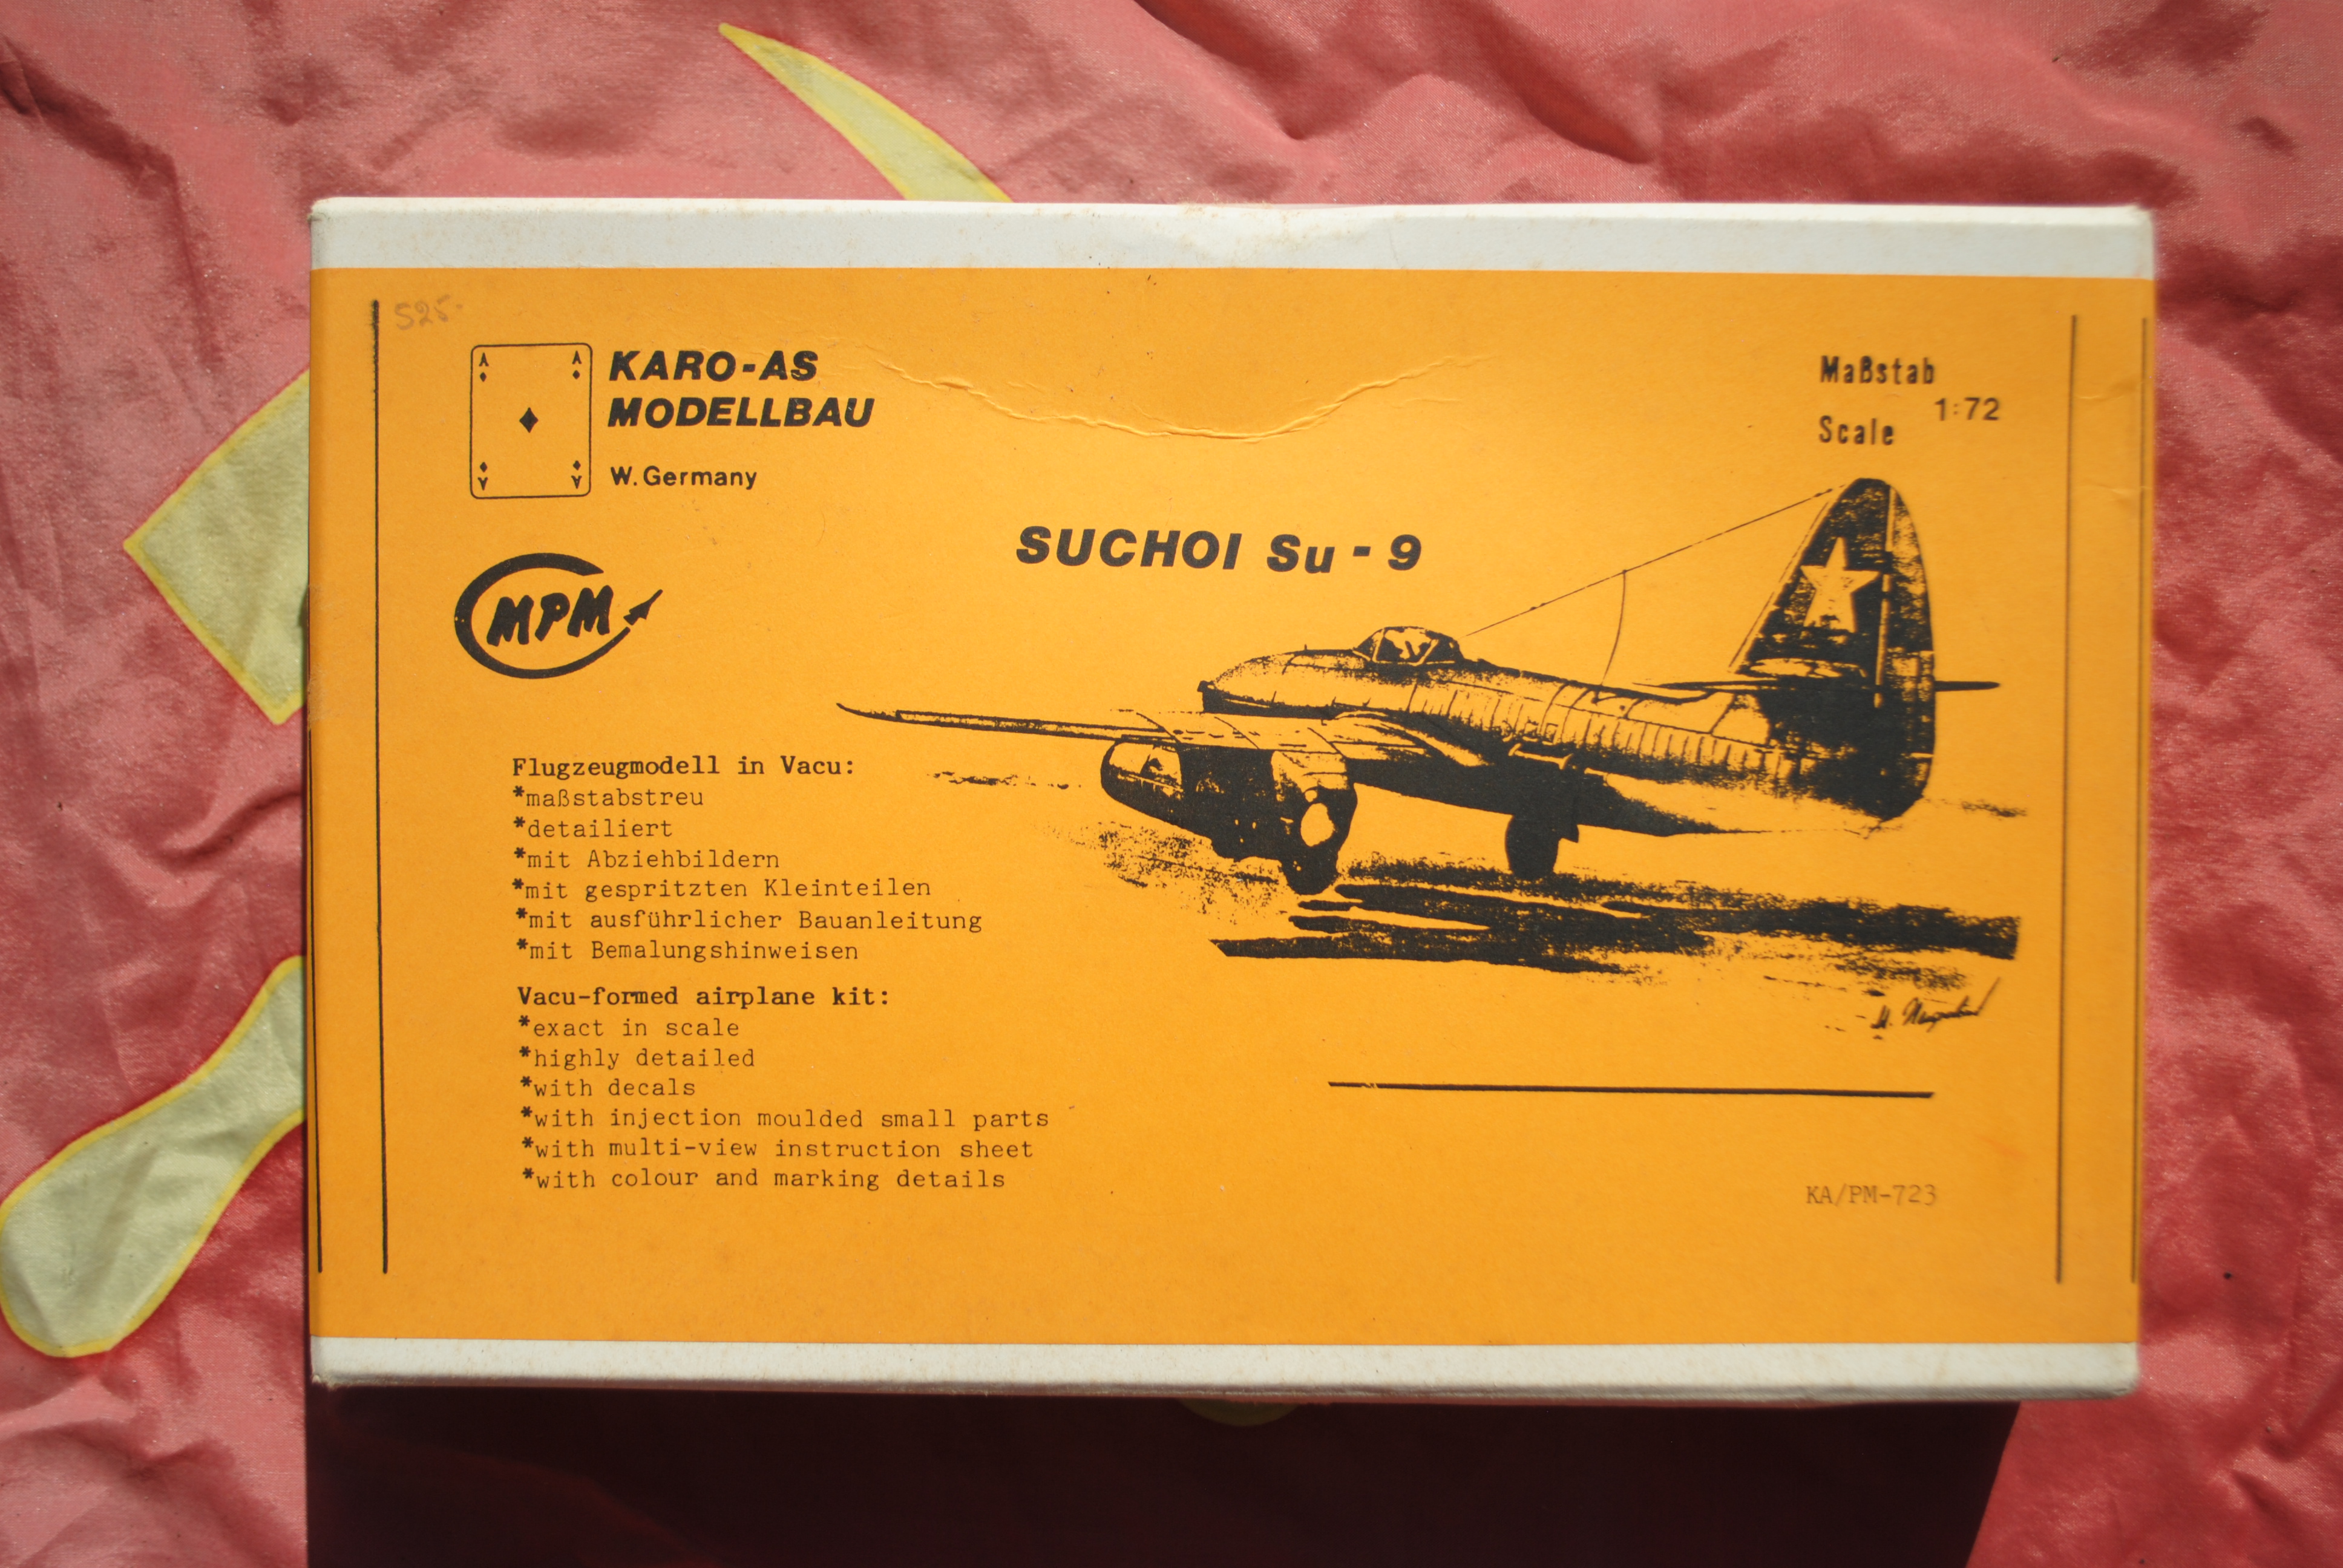 S25-
A A
KARO-AS
MODELLBAU
A A
W. Germany
Maßstab
1:72
Scale
SUCHOI Su - 9
MPM
Flugzeugmodell in Vacu:
*maßstabstreu
*detailiert
*mit Abziehbildern
*mit gespritzten Kleinteilen
*mit ausführlicher Bauanleitung
*mit Bemalungshinweisen
Vacu-formed airplane kit:
*exact in scale
*highly detailed
*with decals
*with injection moulded small parts
*with multi-view instruction sheet
*with colour and marking details
KA/PM-723